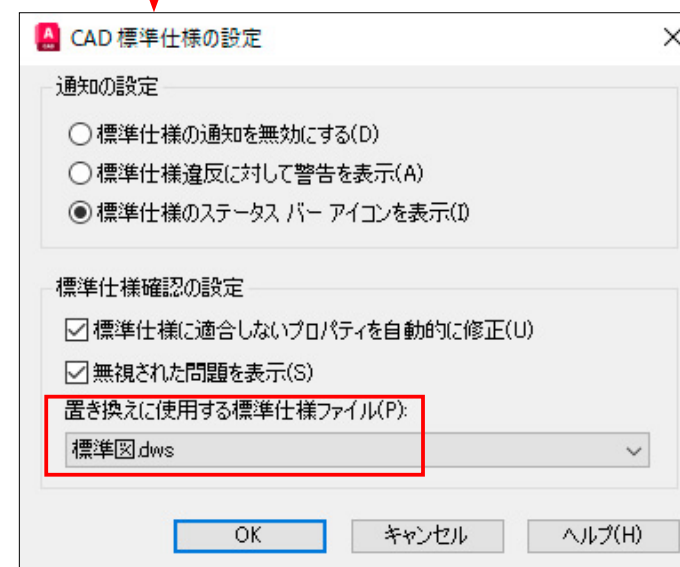 CAD 標準仕様の設定
通知の設定
標準仕様の通知を無効にする(D)
標準仕様違反に対して警告を表示(A)
標準仕様のステータス バー アイコンを表示(I)
標準仕様確認の設定
標準仕様に適合しないプロパティを自動的に修正(U)
無視された問題を表示(S)
置き換えに使用する標準仕様ファイル(P):
標準図.dws
OK キャンセル ヘルプ(H)